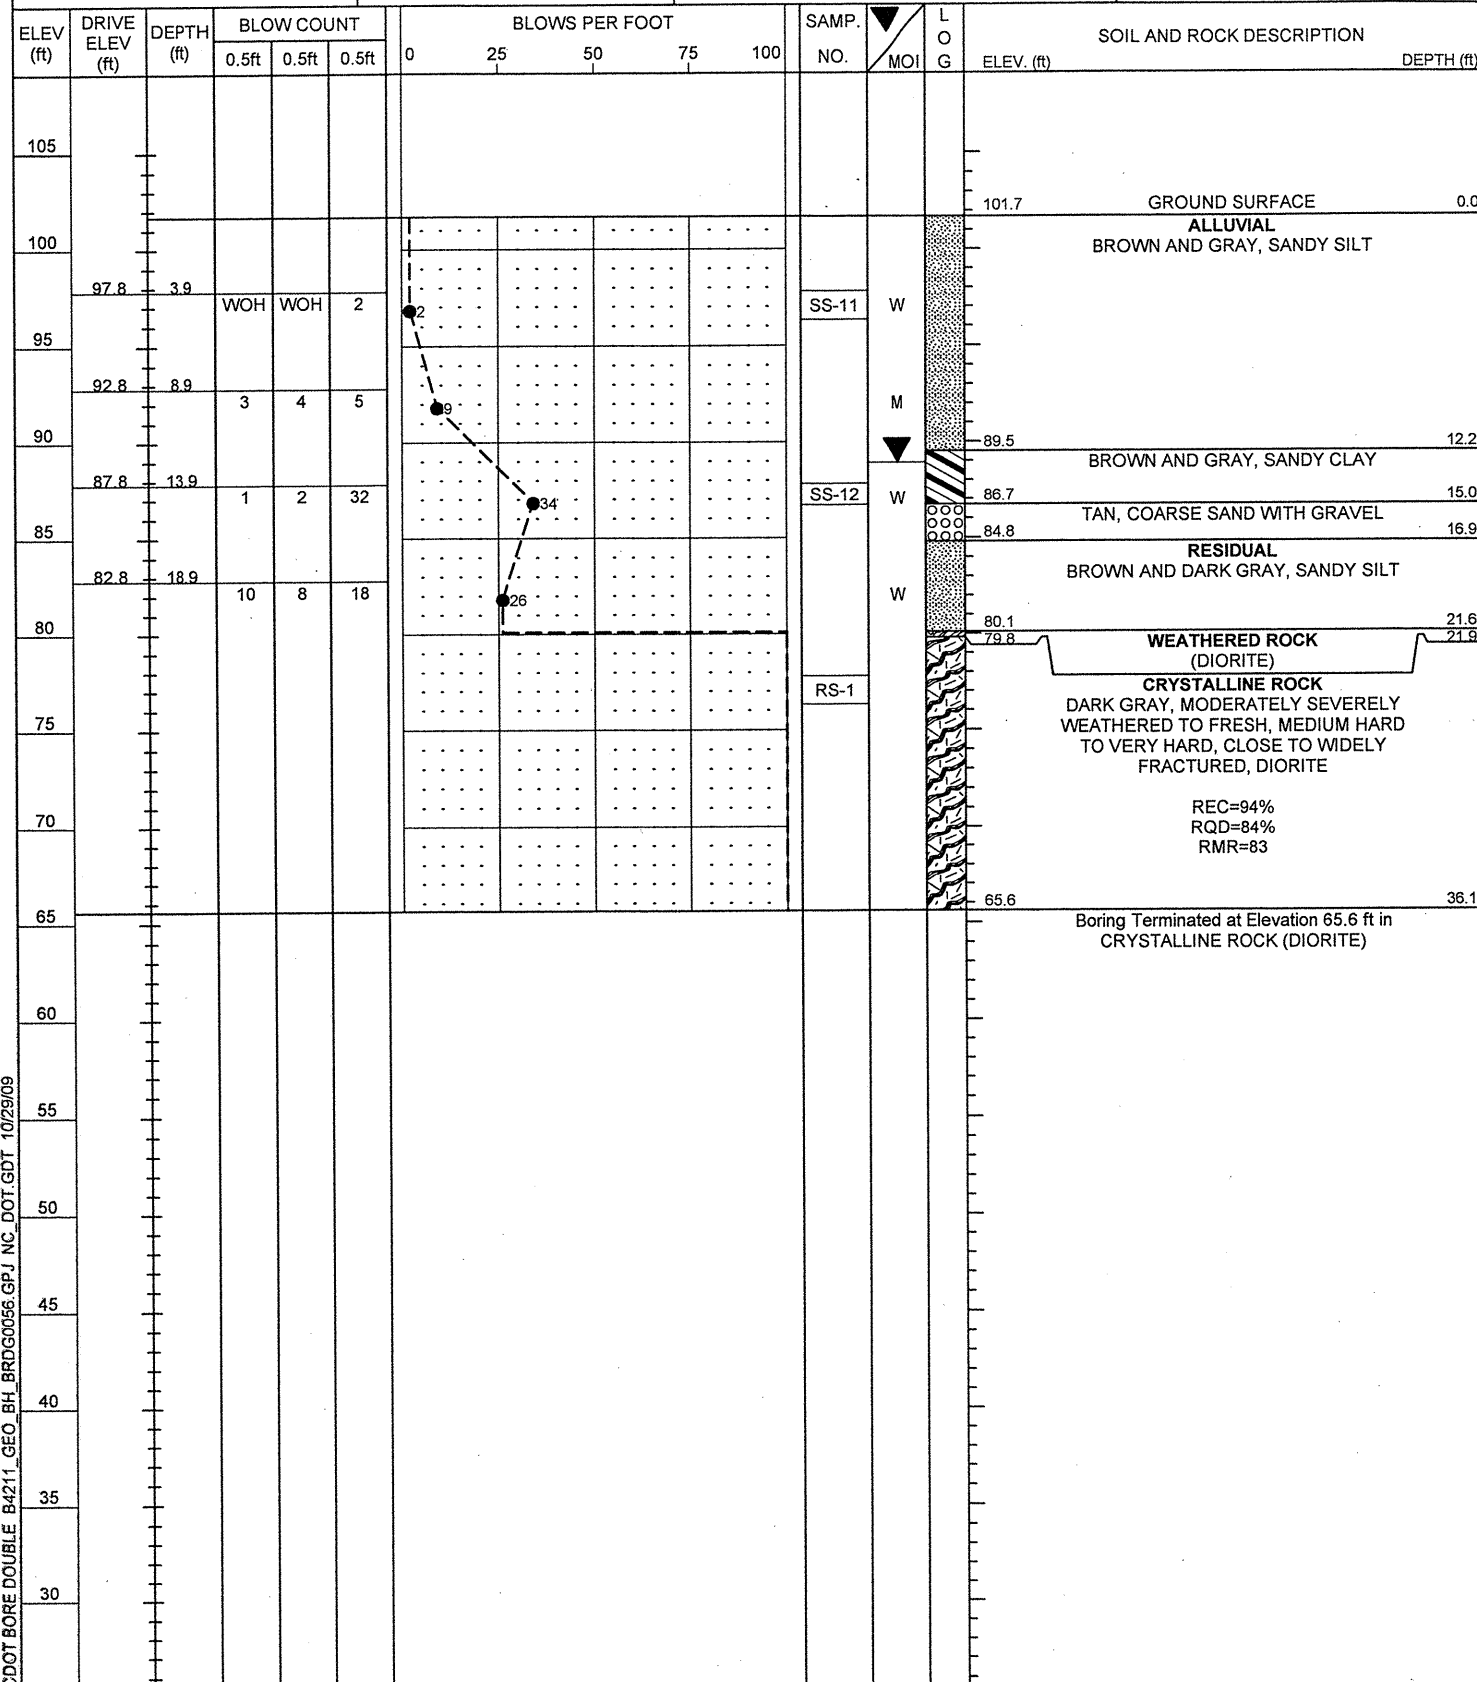 ELEV (ft) DRIVE ELEV (ft) DEPTH (ft) BLOW COUNT BLOWS PER FOOT SAMP. NO. MOI LOG SOIL AND ROCK DESCRIPTION
0.5ft 0.5ft 0.5ft 0 25 50 75 100 ELEV. (ft) DEPTH (ft)
105
101.7 GROUND SURFACE 0.0
ALLUVIAL
100 BROWN AND GRAY, SANDY SILT
97.8 3.9 WOH WOH 2 2 SS-11 W
95
92.8 8.9 3 4 5 9 M
90
89.5 12.2
BROWN AND GRAY, SANDY CLAY
87.8 13.9 1 2 32 34 SS-12 W
86.7 15.0
TAN, COARSE SAND WITH GRAVEL
85 84.8 16.9
RESIDUAL
BROWN AND DARK GRAY, SANDY SILT
82.8 18.9 10 8 18 26 W
80.1 21.6
80 79.8 WEATHERED ROCK 21.9
(DIORITE)
RS-1 CRYSTALLINE ROCK
DARK GRAY, MODERATELY SEVERELY
75 WEATHERED TO FRESH, MEDIUM HARD
TO VERY HARD, CLOSE TO WIDELY
FRACTURED, DIORITE
REC=94%
70 RQD=84%
RMR=83
65.6 36.1
65 Boring Terminated at Elevation 65.6 ft in
CRYSTALLINE ROCK (DIORITE)
60
55
50
45
40
35
30
CDOT BORE DOUBLE B4211_GEO_BH_BRDG0056.GPJ NC_DOT.GDT 10/29/09